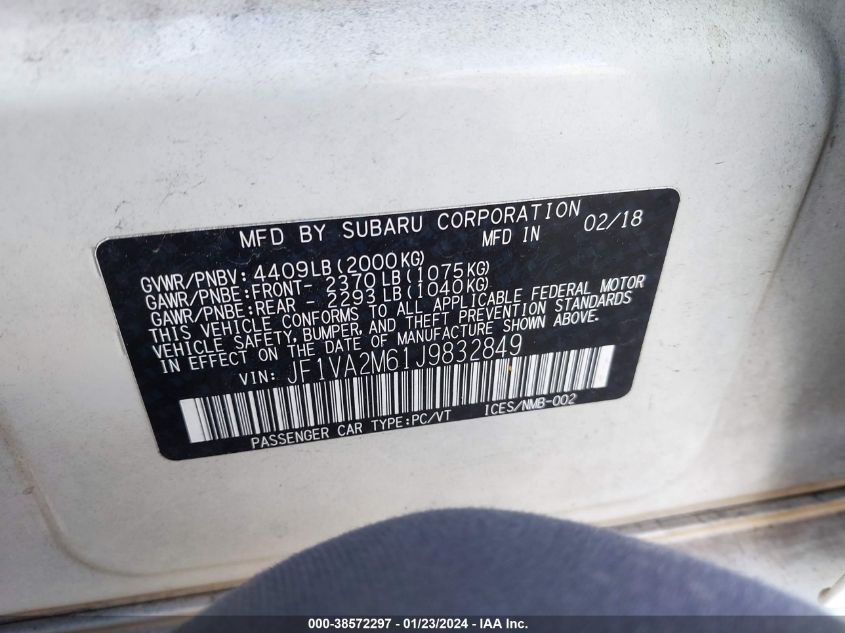 MFD BY SUBARU CORPORATION
MFD IN 02/18
GVWR/PNBV: 4409LB(2000KG)
GAWR/PNBE:FRONT- 2370LB(1075KG)
GAWR/PNBE:REAR - 2293LB(1040KG)
THIS VEHICLE CONFORMS TO ALL APPLICABLE FEDERAL MOTOR
VEHICLE SAFETY, BUMPER, AND THEFT PREVENTION STANDARDS
IN EFFECT ON THE DATE OF MANUFACTURE SHOWN ABOVE.
VIN: JF1VA2M61J9832849
PASSENGER CAR TYPE:PC/VT ICES/NMB-002
000-38572297 - 01/23/2024 - IAA Inc.